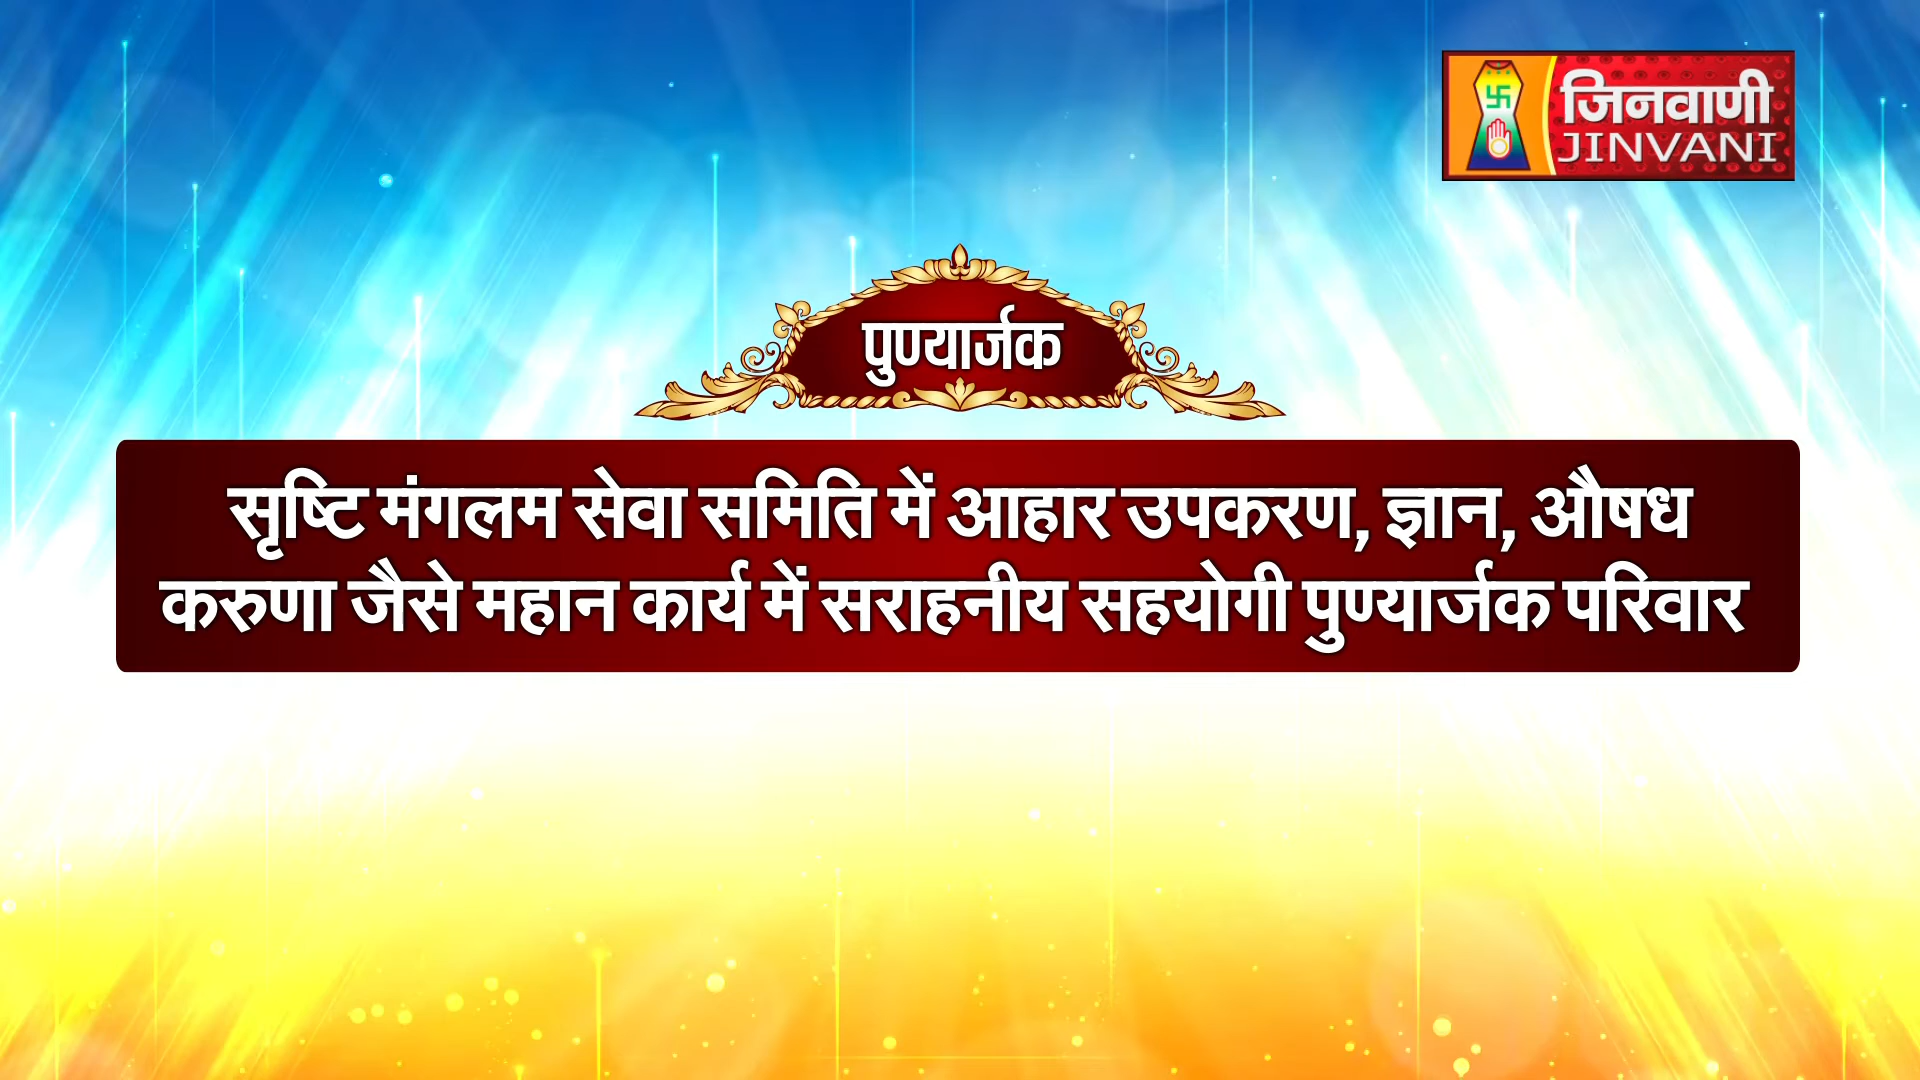 जिनवाणी
JINVANI
पुण्यार्जक
सृष्टि मंगलम सेवा समिति में आहार उपकरण, ज्ञान, औषध
करुणा जैसे महान कार्य में सराहनीय सहयोगी पुण्यार्जक परिवार